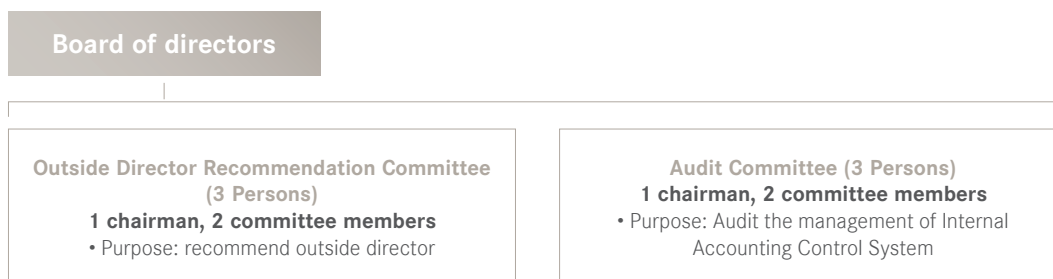 Board of directors
Outside Director Recommendation Committee
(3 Persons)
1 chairman, 2 committee members
• Purpose: recommend outside director
Audit Committee (3 Persons)
1 chairman, 2 committee members
• Purpose: Audit the management of Internal
Accounting Control System